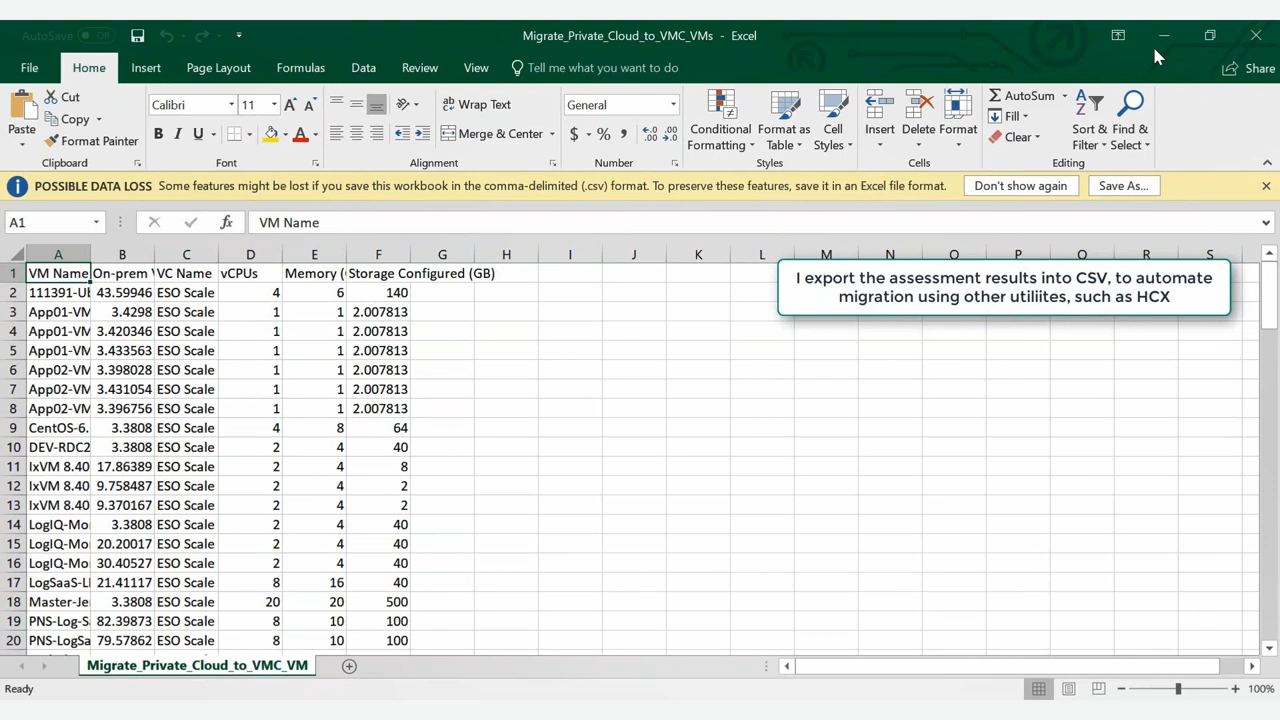 AutoSave Off
Migrate_Private_Cloud_to_VMC_VMs - Excel
File Home Insert Page Layout Formulas Data Review View Tell me what you want to do Share
Paste
Cut
Copy
Format Painter
Clipboard
Calibri 11
B I U
Font
Wrap Text
Merge & Center
Alignment
General
$ % ,
Number
Conditional Formatting
Format as Table
Cell Styles
Styles
Insert Delete Format
Cells
AutoSum
Fill
Clear
Sort & Filter
Find & Select
Editing
POSSIBLE DATA LOSS Some features might be lost if you save this workbook in the comma-delimited (.csv) format. To preserve these features, save it in an Excel file format. Don't show again Save As...
A1 fx VM Name
A B C D E F G H I J K L M N O P Q R S
1 VM Name On-prem VC Name vCPUs Memory ( Storage Configured (GB)
I export the assessment results into CSV, to automate
migration using other utiliites, such as HCX
2 111391-Ub 43.59946 ESO Scale 4 6 140
3 App01-VM 3.4298 ESO Scale 1 1 2.007813
4 App01-VM 3.420346 ESO Scale 1 1 2.007813
5 App01-VM 3.433563 ESO Scale 1 1 2.007813
6 App02-VM 3.398028 ESO Scale 1 1 2.007813
7 App02-VM 3.431054 ESO Scale 1 1 2.007813
8 App02-VM 3.396756 ESO Scale 1 1 2.007813
9 CentOS-6. 3.3808 ESO Scale 4 8 64
10 DEV-RDC2 3.3808 ESO Scale 2 4 40
11 IxVM 8.40 17.86389 ESO Scale 2 4 8
12 IxVM 8.40 9.758487 ESO Scale 2 4 2
13 IxVM 8.40 9.370167 ESO Scale 2 4 2
14 LogIQ-Mo 3.3808 ESO Scale 2 4 40
15 LogIQ-Mo 20.20017 ESO Scale 2 4 40
16 LogIQ-Mo 30.40527 ESO Scale 2 4 40
17 LogSaaS-L 21.41117 ESO Scale 8 16 40
18 Master-Je 3.3808 ESO Scale 20 20 500
19 PNS-Log-S 82.39873 ESO Scale 8 10 100
20 PNS-LogSa 79.57862 ESO Scale 8 10 100
Migrate_Private_Cloud_to_VMC_VM
Ready 100%